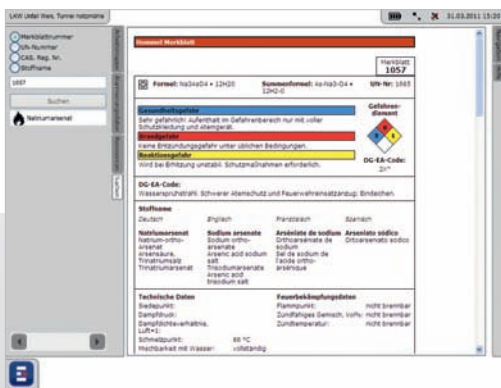 LKW Unfall Weis, Tunnel Notzmühle
31.03.2011 15:20
Merkblattnummer
UN-Nummer
CAS. Reg. Nr.
Stoffname
1057
Suchen
Natriumarsenat
Hommel Merkblatt
Merkblatt
1057
Formel: Na3AsO4 • 12H2O
Summenformel: As-Na3-O4 • 12H2-O
UN-Nr: 1685
Gesundheitsgefahr
Sehr gefährlich! Aufenthalt im Gefahrenbereich nur mit voller
Schutzkleidung und Atemgerät.
Brandgefahr
Keine Entzündungsgefahr unter üblichen Bedingungen.
Reaktionsgefahr
Wird bei Erhitzung unstabil. Schutzmaßnahmen erforderlich.
Gefahren-
diamant
DG-EA-Code:
DG-EA-Code:
Wassersprühstrahl. Schwerer Atemschutz und Feuerwehreinsatzanzug. Eindeichen.
Stoffname
Deutsch Englisch Französisch Spanisch
Natriumarsenat
Natrium-ortho-
Arsenat
Arsensäure,
Trinatriumsalz
Trinatriumarsenat
Sodium arsenate
Sodium ortho-
arsenate
Arsenic acid sodium
salt
Trisodiumarsenate
Arsenic acid
trisodium salt
Arséniate de sodium
Orthoarséniate de
sodium
Sel de sodium de
l'acide ortho-
arsénique
Arseniato sódico
Ortoarsenato sódico
Technische Daten
Siedepunkt:
Dampfdruck:
Dampfdichteverhältnis,
Luft=1:
Schmelzpunkt: 86 °C
Mischbarkeit mit Wasser: vollständig
Feuerbekämpfungsdaten
Flammpunkt: nicht brennbar
Zündfähiges Gemisch, Vol%: nicht brennbar
Zündtemperatur: nicht brennbar